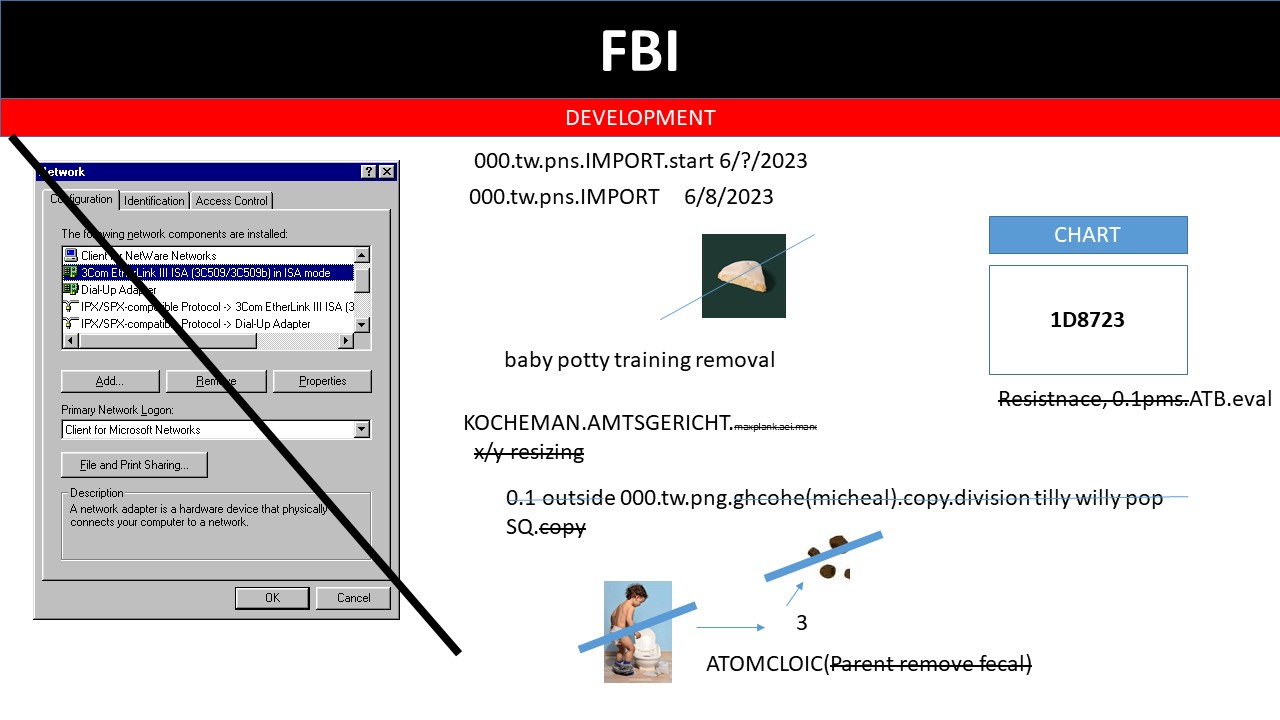 FBI
DEVELOPMENT
000.tw.pns.IMPORT.start 6/?/2023
000.tw.pns.IMPORT 6/8/2023
Network
Configuration Identification Access Control
The following network components are installed:
Client for NetWare Networks
3Com EtherLink III ISA (3C509/3C509b) in ISA mode
Dial-Up Adapter
IPX/SPX-compatible Protocol -> 3Com EtherLink III ISA (3
IPX/SPX-compatible Protocol -> Dial-Up Adapter
Add... Remove Properties
Primary Network Logon:
Client for Microsoft Networks
File and Print Sharing...
Description
A network adapter is a hardware device that physically
connects your computer to a network.
OK Cancel
CHART
1D8723
Resistnace, 0.1pms.ATB.eval
baby potty training removal
KOCHEMAN.AMTSGERICHT.maxplank.aei.marx
x/y resizing
0.1 outside 000.tw.png.ghcohe(micheal).copy.division tilly willy pop
SQ.copy
3
ATOMCLOIC(Parent remove fecal)